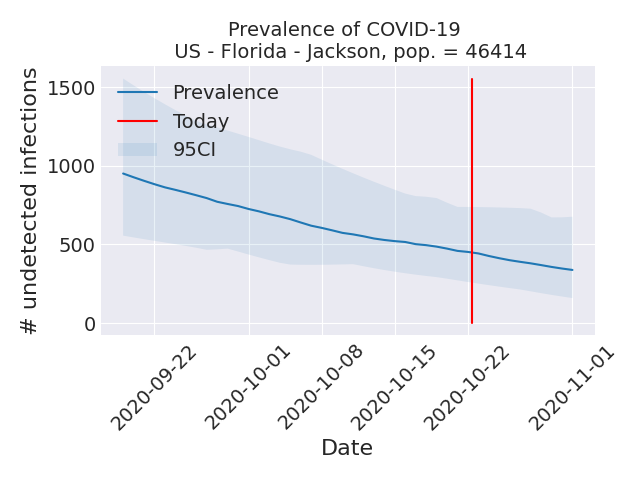 Prevalence of COVID-19
US - Florida - Jackson, pop. = 46414
# undetected infections
1500
1000
500
0
Prevalence
Today
95CI
2020-09-22
2020-10-01
2020-10-08
2020-10-15
2020-10-22
2020-11-01
Date